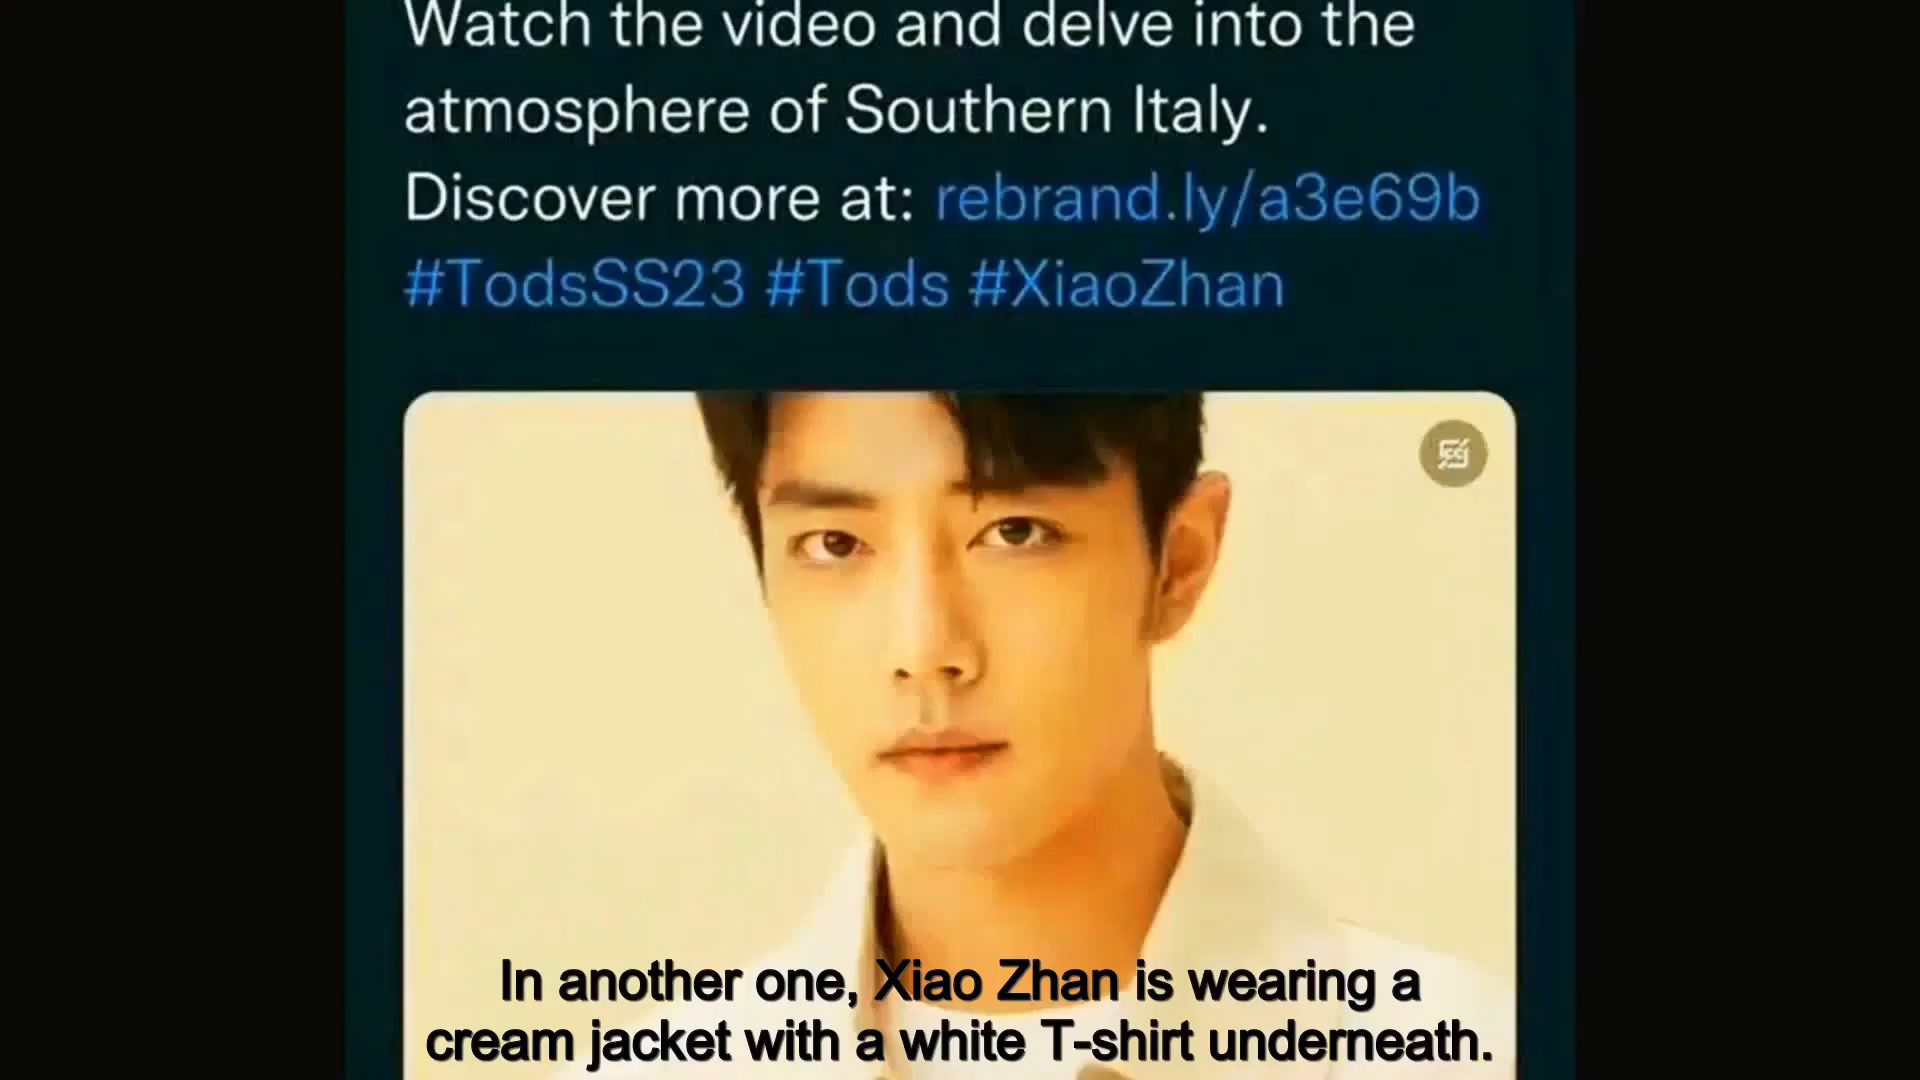 Watch the video and delve into the
atmosphere of Southern Italy.
Discover more at: rebrand.ly/a3e69b
#TodsSS23 #Tods #XiaoZhan
In another one, Xiao Zhan is wearing a
cream jacket with a white T-shirt underneath.